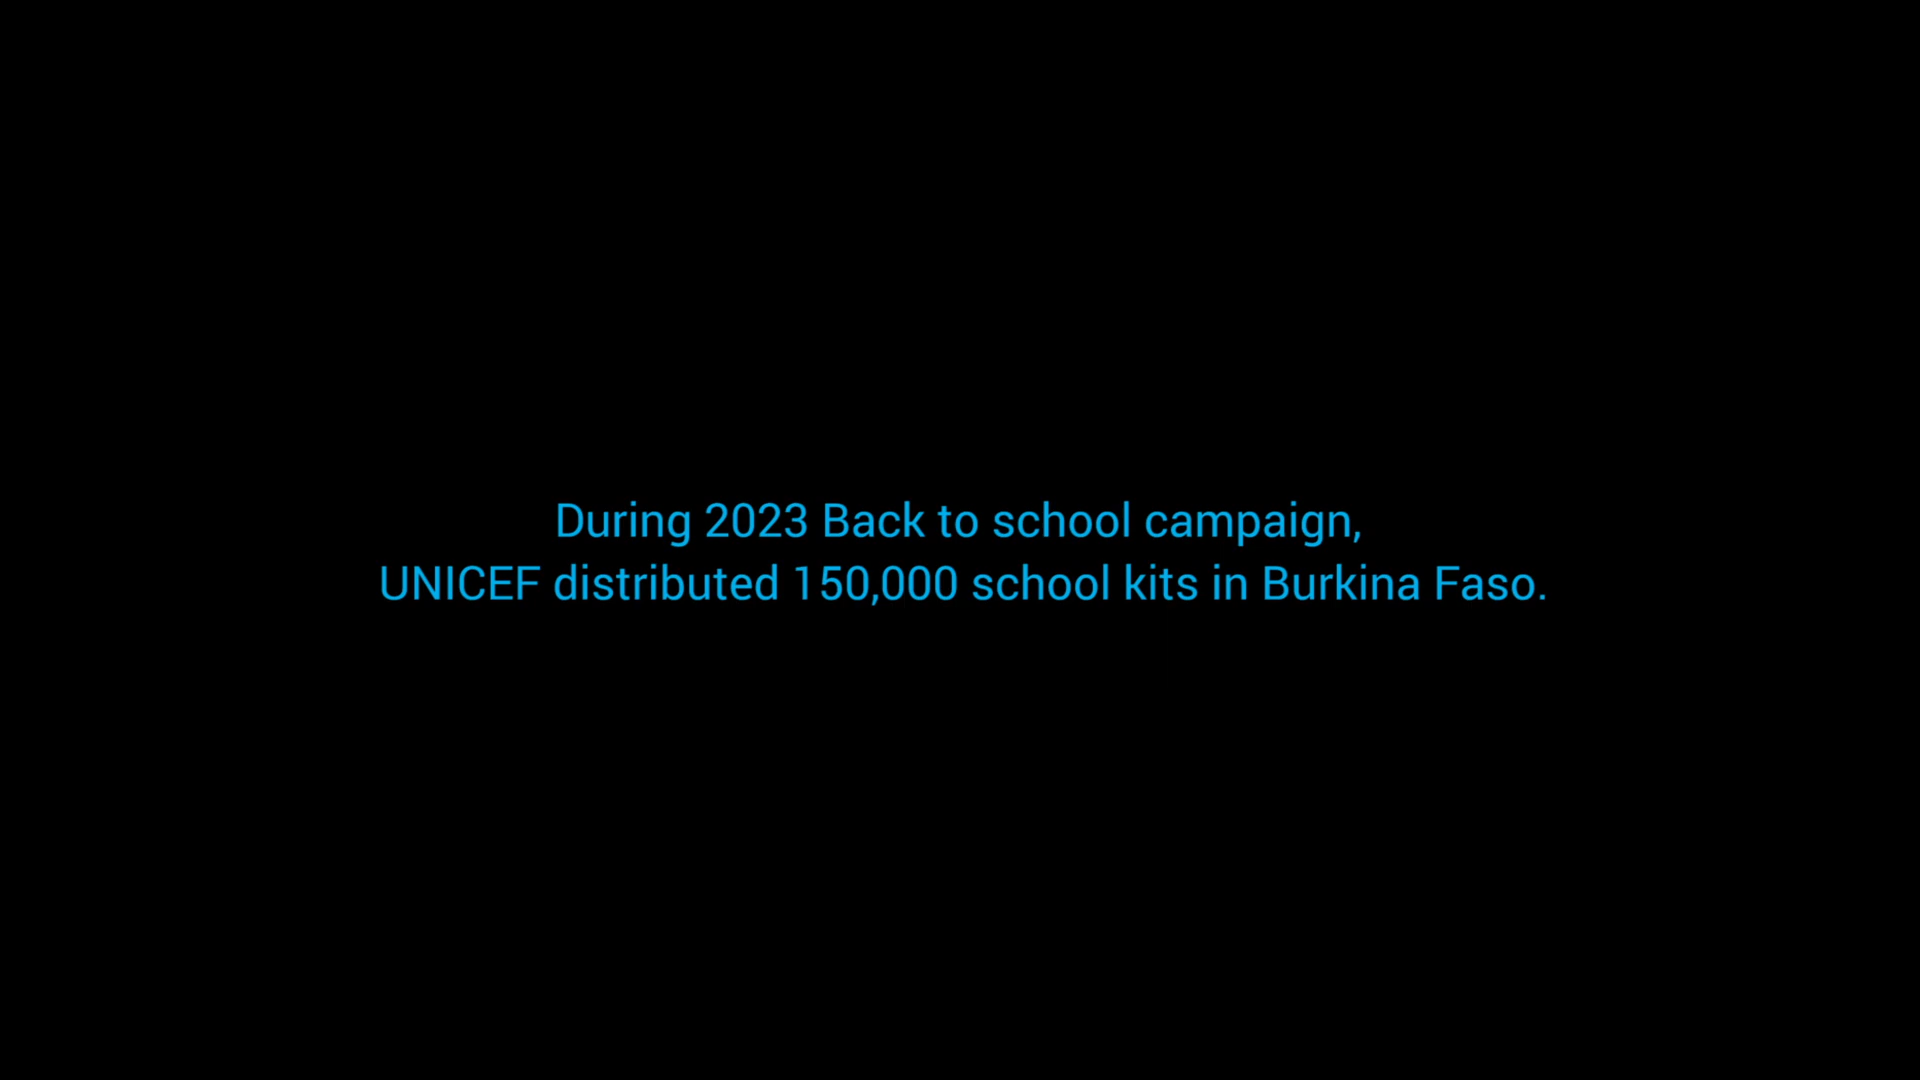 During 2023 Back to school campaign,
UNICEF distributed 150,000 school kits in Burkina Faso.